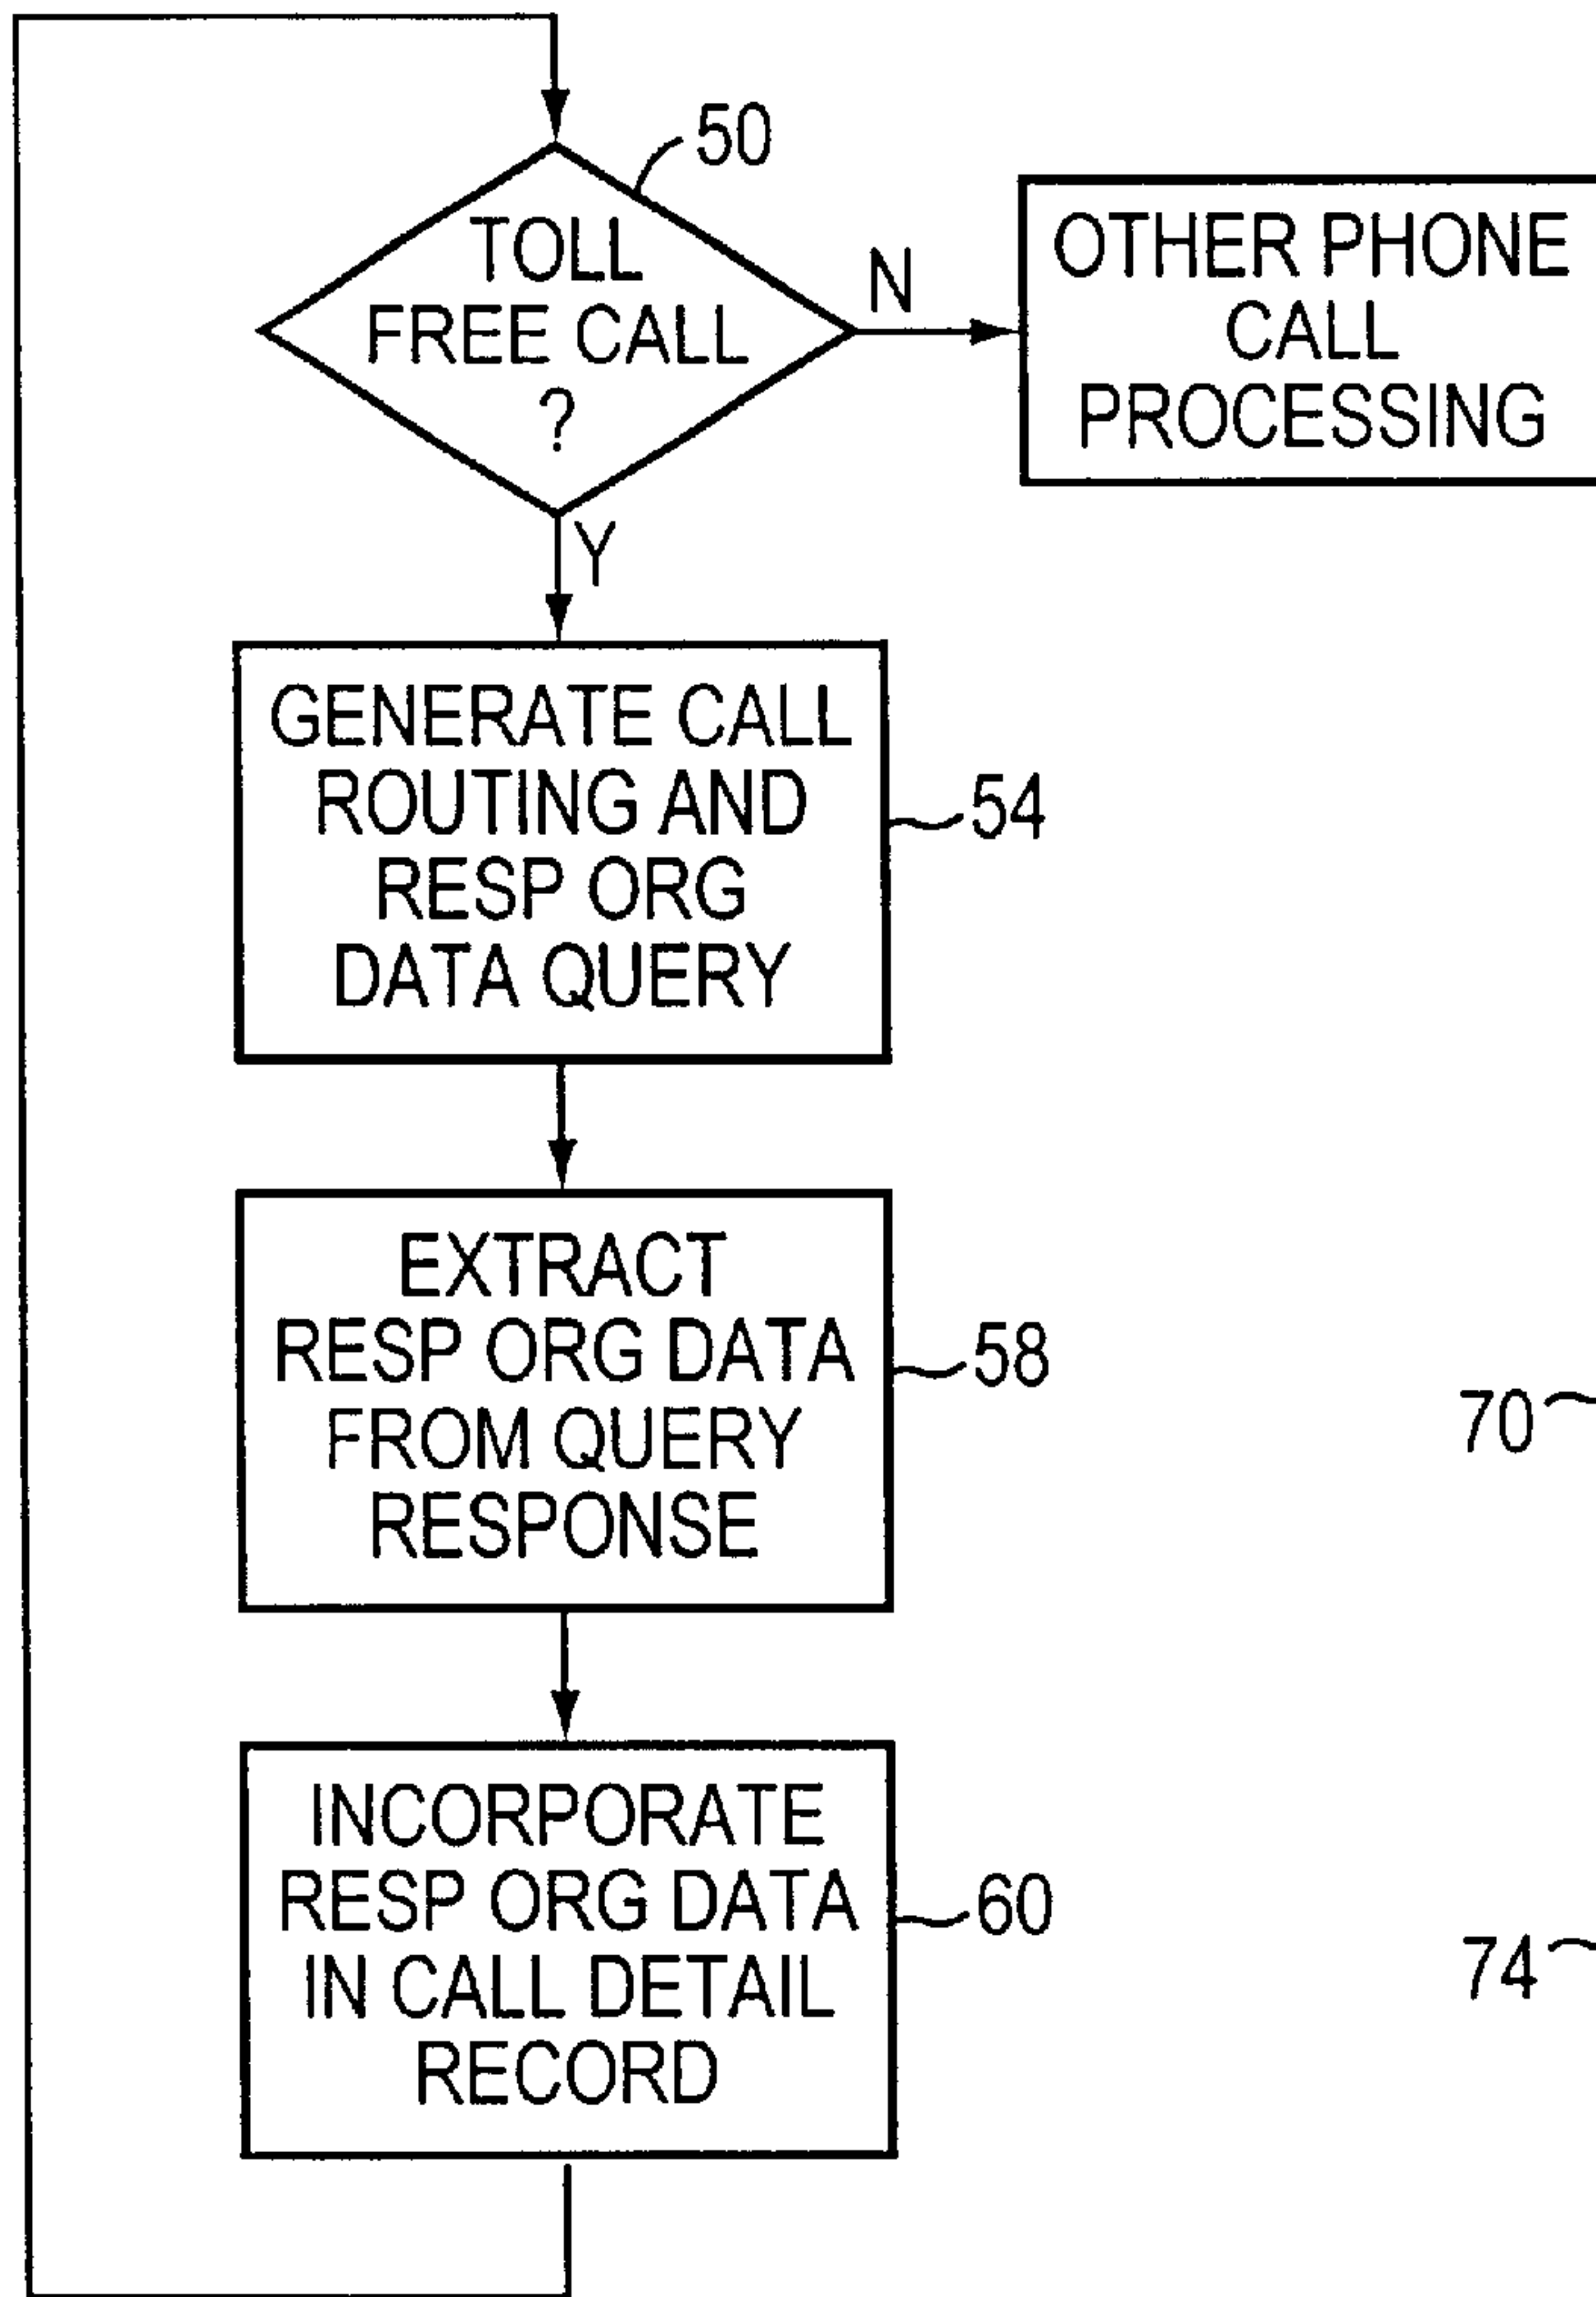 50
TOLL
FREE CALL
?
N
OTHER PHONE
CALL
PROCESSING
Y
GENERATE CALL
ROUTING AND
RESP ORG
DATA QUERY
54
EXTRACT
RESP ORG DATA
FROM QUERY
RESPONSE
58
70
INCORPORATE
RESP ORG DATA
IN CALL DETAIL
RECORD
60
74